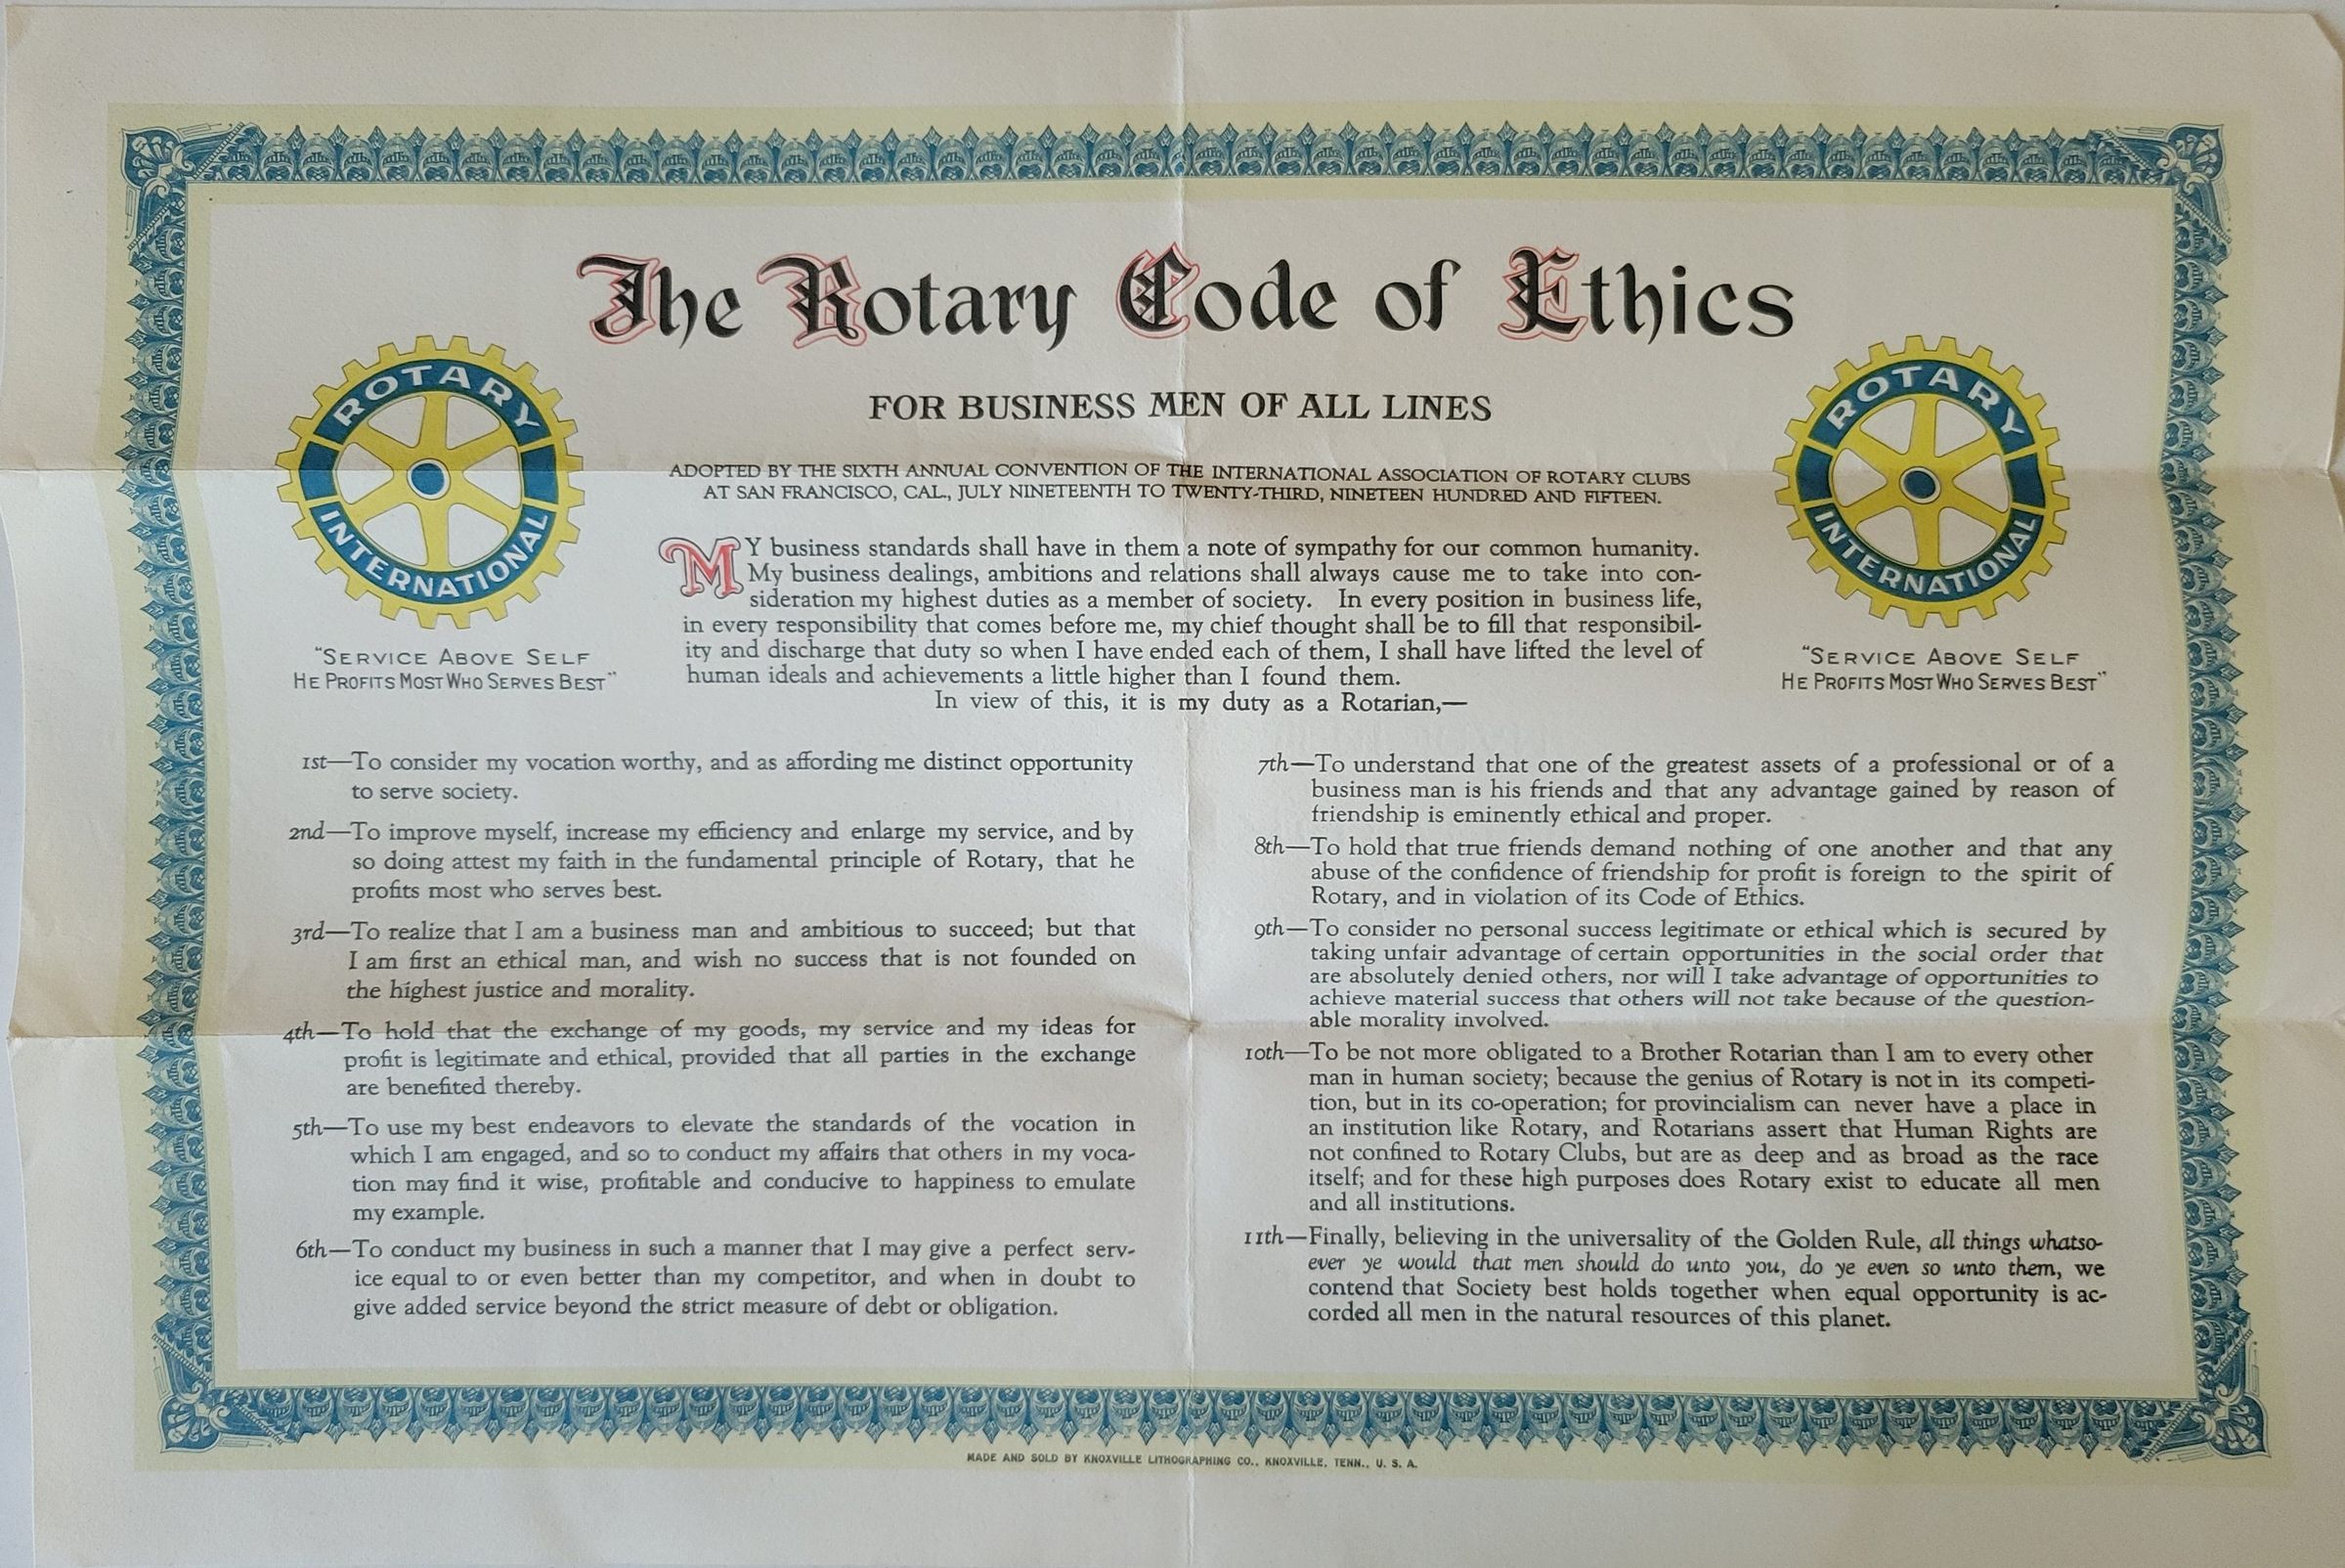 The Rotary Code of Ethics
FOR BUSINESS MEN OF ALL LINES
ADOPTED BY THE SIXTH ANNUAL CONVENTION OF THE INTERNATIONAL ASSOCIATION OF ROTARY CLUBS
AT SAN FRANCISCO, CAL., JULY NINETEENTH TO TWENTY-THIRD, NINETEEN HUNDRED AND FIFTEEN.
ROTARY
INTERNATIONAL
"SERVICE ABOVE SELF
HE PROFITS MOST WHO SERVES BEST"
ROTARY
INTERNATIONAL
"SERVICE ABOVE SELF
HE PROFITS MOST WHO SERVES BEST"
MY business standards shall have in them a note of sympathy for our common humanity.
My business dealings, ambitions and relations shall always cause me to take into con-
sideration my highest duties as a member of society. In every position in business life,
in every responsibility that comes before me, my chief thought shall be to fill that responsibil-
ity and discharge that duty so when I have ended each of them, I shall have lifted the level of
human ideals and achievements a little higher than I found them.
In view of this, it is my duty as a Rotarian,—
1st—To consider my vocation worthy, and as affording me distinct opportunity
to serve society.
2nd—To improve myself, increase my efficiency and enlarge my service, and by
so doing attest my faith in the fundamental principle of Rotary, that he
profits most who serves best.
3rd—To realize that I am a business man and ambitious to succeed; but that
I am first an ethical man, and wish no success that is not founded on
the highest justice and morality.
4th—To hold that the exchange of my goods, my service and my ideas for
profit is legitimate and ethical, provided that all parties in the exchange
are benefited thereby.
5th—To use my best endeavors to elevate the standards of the vocation in
which I am engaged, and so to conduct my affairs that others in my voca-
tion may find it wise, profitable and conducive to happiness to emulate
my example.
6th—To conduct my business in such a manner that I may give a perfect serv-
ice equal to or even better than my competitor, and when in doubt to
give added service beyond the strict measure of debt or obligation.
7th—To understand that one of the greatest assets of a professional or of a
business man is his friends and that any advantage gained by reason of
friendship is eminently ethical and proper.
8th—To hold that true friends demand nothing of one another and that any
abuse of the confidence of friendship for profit is foreign to the spirit of
Rotary, and in violation of its Code of Ethics.
9th—To consider no personal success legitimate or ethical which is secured by
taking unfair advantage of certain opportunities in the social order that
are absolutely denied others, nor will I take advantage of opportunities to
achieve material success that others will not take because of the question-
able morality involved.
10th—To be not more obligated to a Brother Rotarian than I am to every other
man in human society; because the genius of Rotary is not in its competi-
tion, but in its co-operation; for provincialism can never have a place in
an institution like Rotary, and Rotarians assert that Human Rights are
not confined to Rotary Clubs, but are as deep and as broad as the race
itself; and for these high purposes does Rotary exist to educate all men
and all institutions.
11th—Finally, believing in the universality of the Golden Rule, all things whatso-
ever ye would that men should do unto you, do ye even so unto them, we
contend that Society best holds together when equal opportunity is ac-
corded all men in the natural resources of this planet.
MADE AND SOLD BY KNOXVILLE LITHOGRAPHING CO., KNOXVILLE, TENN., U. S. A.